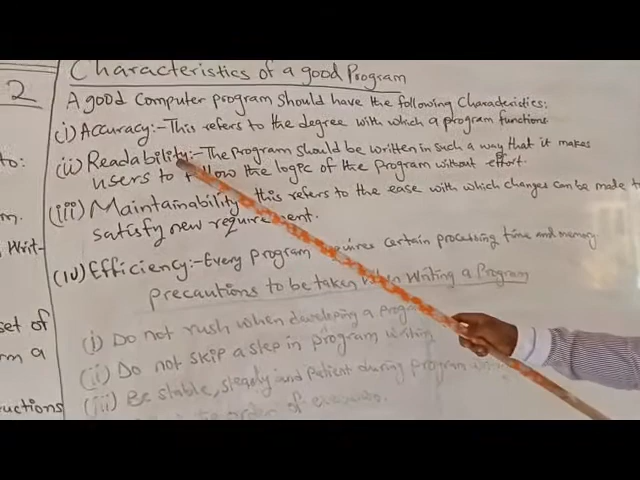 2
to:
m.
Writ-
set of
m a
uctions
Characteristics of a good Program
A good Computer program should have the following Characteristics:
(i) Accuracy:- This refers to the degree with which a program functions
(ii) Readability:- The Program should be written in such a way that it makes
users to follow the logic of the Program without effort.
(iii) Maintainability this refers to the ease with which changes can be made to
satisfy new requirement.
(iv) Efficiency:- Every program requires certain processing time and memory
Precautions to be taken when writing a Program
(i) Do not rush when developing a program
(ii) Do not skip a step in program writing
(iii) Be stable, steady and patient during program
order of